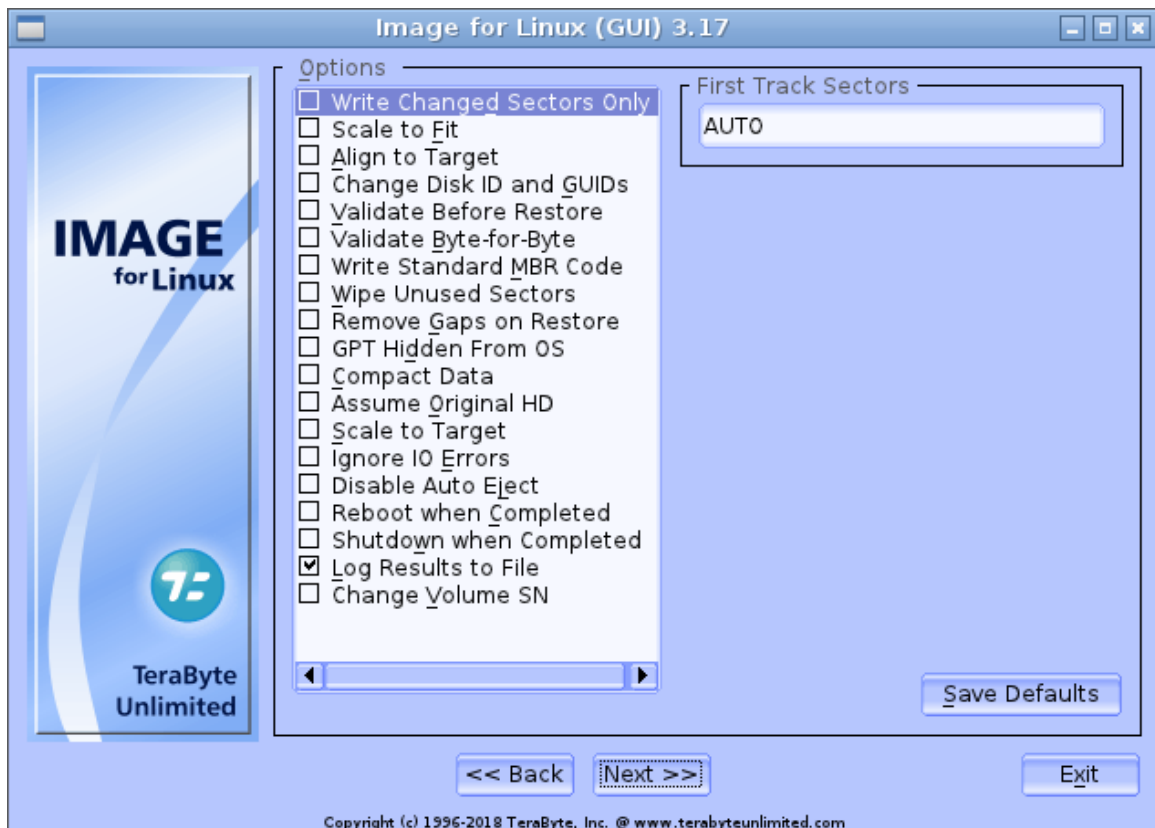 Image for Linux (GUI) 3.17
IMAGE
for Linux
TeraByte
Unlimited
Options
Write Changed Sectors Only
Scale to Fit
Align to Target
Change Disk ID and GUIDs
Validate Before Restore
Validate Byte-for-Byte
Write Standard MBR Code
Wipe Unused Sectors
Remove Gaps on Restore
GPT Hidden From OS
Compact Data
Assume Original HD
Scale to Target
Ignore IO Errors
Disable Auto Eject
Reboot when Completed
Shutdown when Completed
Log Results to File
Change Volume SN
First Track Sectors
AUTO
Save Defaults
<< Back
Next >>
Exit
Copyright (c) 1996-2018 TeraByte, Inc. @ www.terabyteunlimited.com